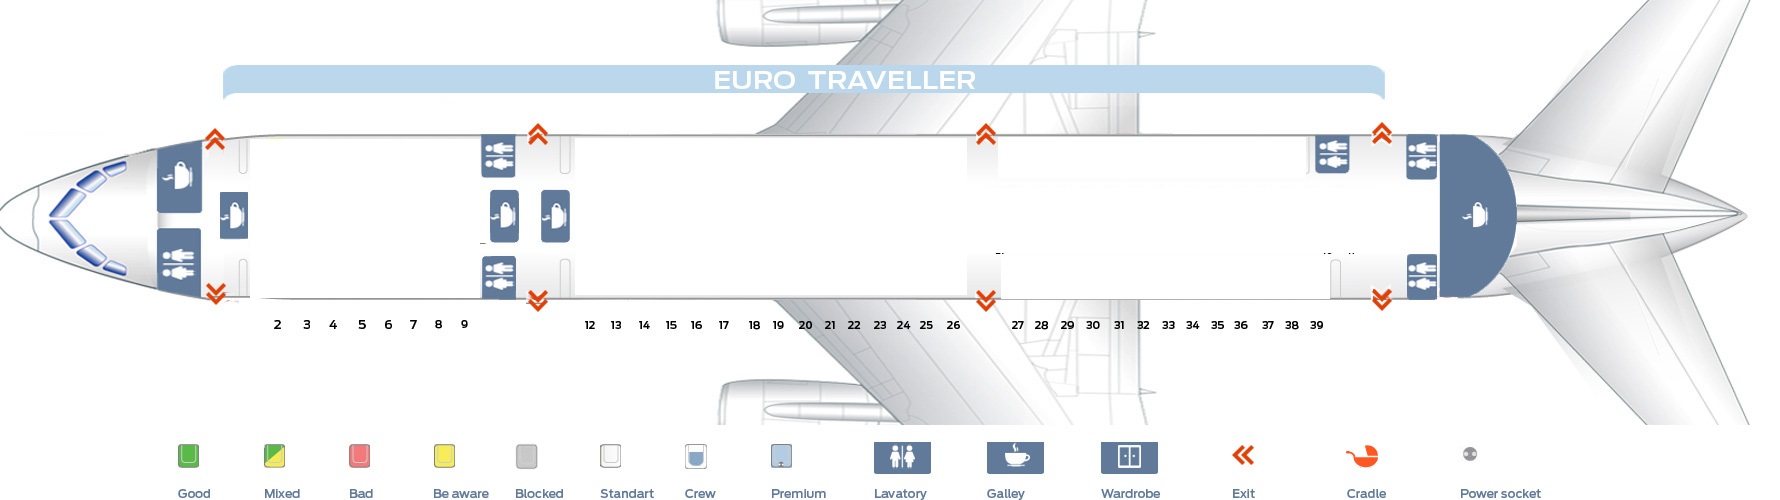 EURO TRAVELLER
2 3 4 5 6 7 8 9 12 13 14 15 16 17 18 19 20 21 22 23 24 25 26 27 28 29 30 31 32 33 34 35 36 37 38 39
Good Mixed Bad Be aware Blocked Standart Crew Premium Lavatory Galley Wardrobe Exit Cradle Power socket